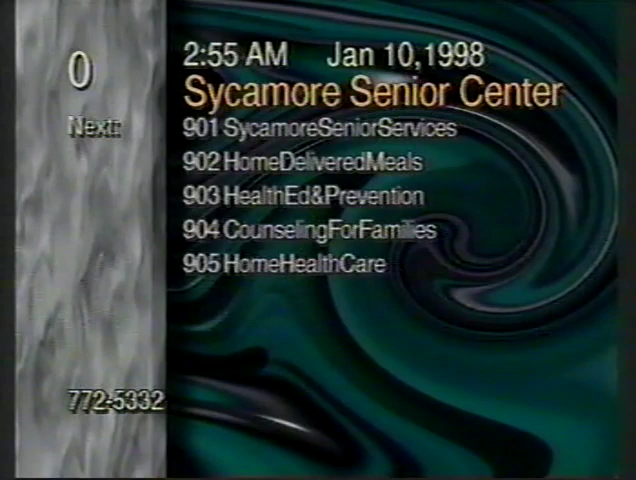 0
Next:
2:55 AM Jan 10,1998
Sycamore Senior Center
901 SycamoreSeniorServices
902 HomeDeliveredMeals
903 HealthEd&Prevention
904 CounselingForFamilies
905 HomeHealthCare
772-5332